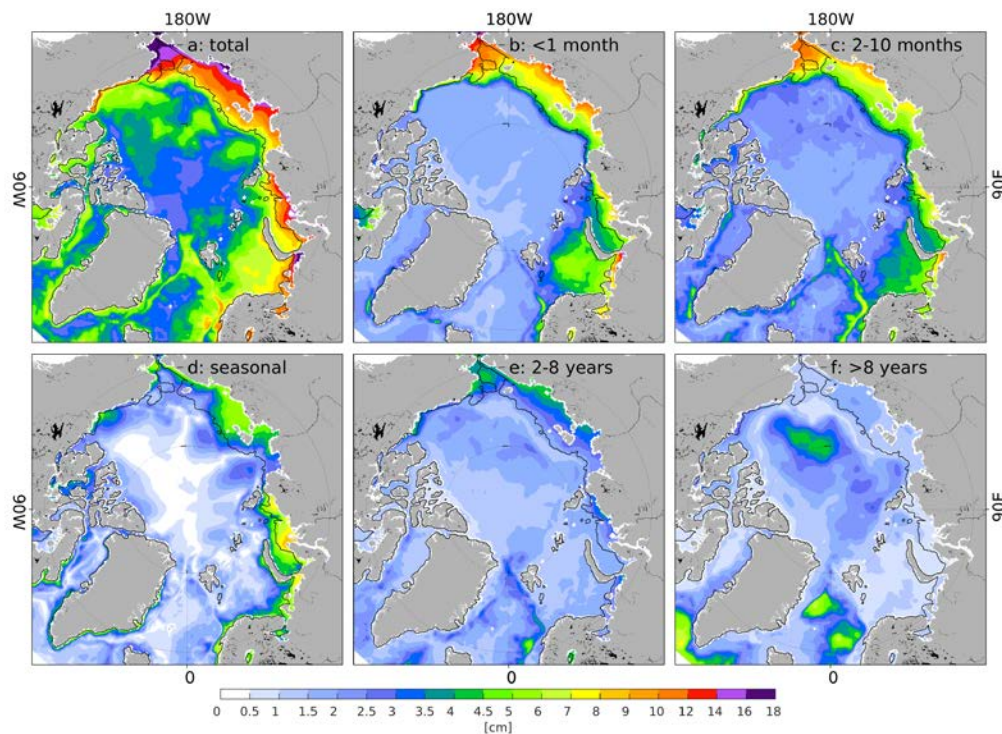 180W 180W
a: total b: <1 month c: 2-10 months
90W 90E
d: seasonal e: 2-8 years f: >8 years
90W 90E
0 0 0
0 0.5 1 1.5 2 2.5 3 3.5 4 4.5 5 6 7 8 9 10 12 14 16 18
[cm]